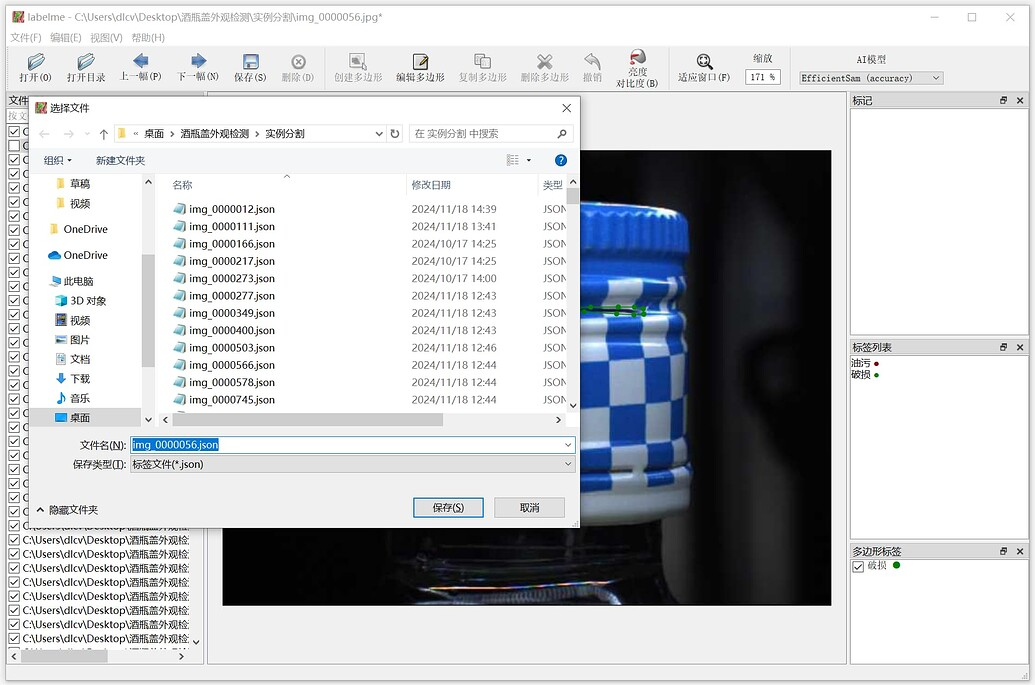 labelme - C:\Users\dlcv\Desktop\酒瓶盖外观检测\实例分割\img_0000056.jpg*
文件(F) 编辑(E) 视图(V) 帮助(H)
打开(O) 打开目录 上一幅(P) 下一幅(N) 保存(S) 删除(D) 创建多边形 编辑多边形 复制多边形 删除多边形 撤销 亮度对比度(B) 适应窗口(F) 缩放 171 % AI模型 EfficientSam (accuracy)
选择文件
« 桌面 › 酒瓶盖外观检测 › 实例分割
在 实例分割 中搜索
组织 新建文件夹
草稿
视频
OneDrive
OneDrive
此电脑
3D 对象
视频
图片
文档
下载
音乐
桌面
名称 修改日期 类型
img_0000012.json 2024/11/18 14:39 JSON
img_0000111.json 2024/11/18 13:41 JSON
img_0000166.json 2024/10/17 14:25 JSON
img_0000217.json 2024/10/17 14:25 JSON
img_0000273.json 2024/10/17 14:00 JSON
img_0000277.json 2024/11/18 12:43 JSON
img_0000349.json 2024/11/18 12:43 JSON
img_0000400.json 2024/11/18 12:43 JSON
img_0000503.json 2024/11/18 12:46 JSON
img_0000566.json 2024/11/18 12:44 JSON
img_0000578.json 2024/11/18 12:44 JSON
img_0000745.json 2024/11/18 12:44 JSON
文件名(N): img_0000056.json
保存类型(T): 标签文件(*.json)
隐藏文件夹
保存(S) 取消
文件
C:\Users\dlcv\Desktop\酒瓶盖外观检
C:\Users\dlcv\Desktop\酒瓶盖外观检
C:\Users\dlcv\Desktop\酒瓶盖外观检
C:\Users\dlcv\Desktop\酒瓶盖外观检
C:\Users\dlcv\Desktop\酒瓶盖外观检
C:\Users\dlcv\Desktop\酒瓶盖外观检
C:\Users\dlcv\Desktop\酒瓶盖外观检
C:\Users\dlcv\Desktop\酒瓶盖外观检
C:\Users\dlcv\Desktop\酒瓶盖外观检
标记
标签列表
油污
破损
多边形标签
破损